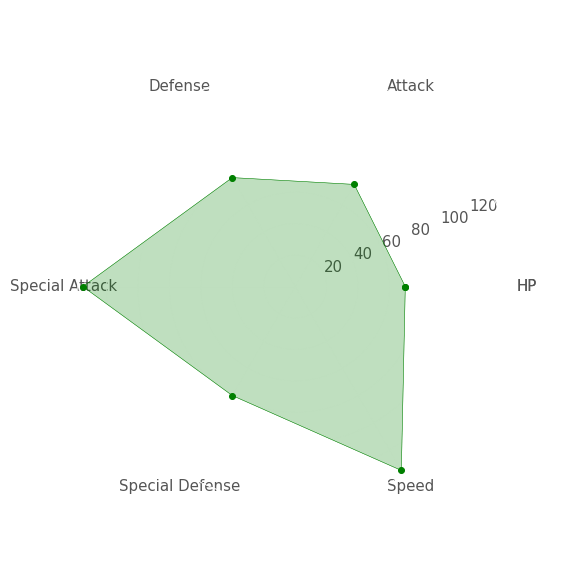 Defense
Attack
120
100
80
60
40
20
Special Attack
HP
Special Defense
Speed